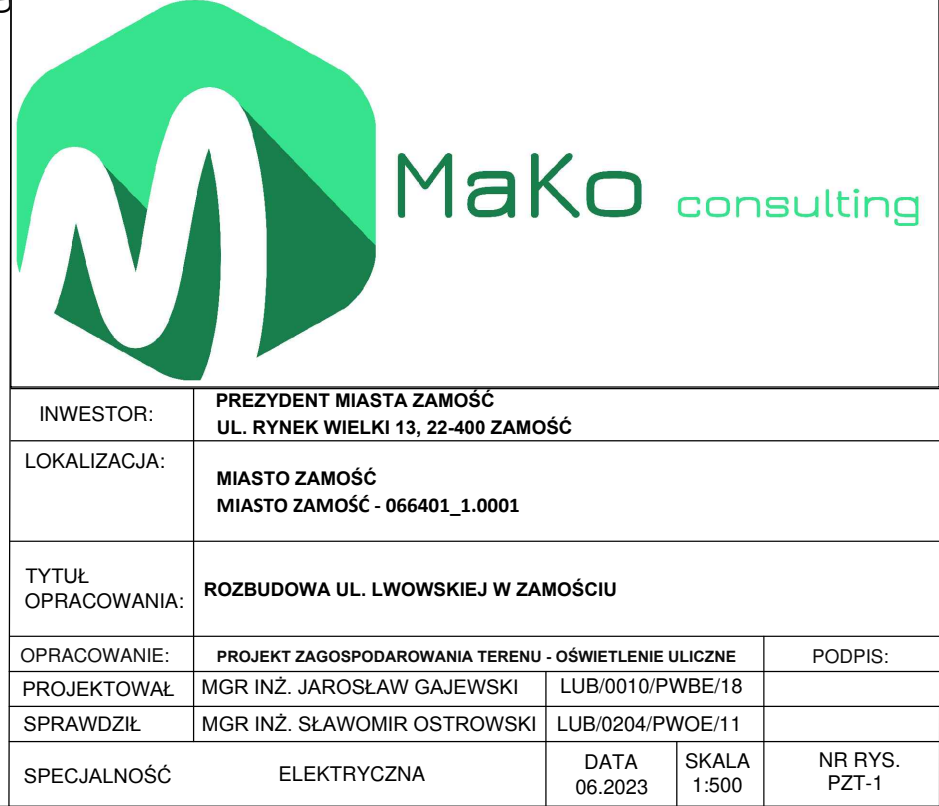 MaKo consulting
INWESTOR:
PREZYDENT MIASTA ZAMOŚĆ
UL. RYNEK WIELKI 13, 22-400 ZAMOŚĆ
LOKALIZACJA:
MIASTO ZAMOŚĆ
MIASTO ZAMOŚĆ - 066401_1.0001
TYTUŁ
OPRACOWANIA:
ROZBUDOWA UL. LWOWSKIEJ W ZAMOŚCIU
OPRACOWANIE: PROJEKT ZAGOSPODAROWANIA TERENU - OŚWIETLENIE ULICZNE PODPIS:
PROJEKTOWAŁ MGR INŻ. JAROSŁAW GAJEWSKI LUB/0010/PWBE/18
SPRAWDZIŁ MGR INŻ. SŁAWOMIR OSTROWSKI LUB/0204/PWOE/11
SPECJALNOŚĆ ELEKTRYCZNA
DATA
06.2023
SKALA
1:500
NR RYS.
PZT-1